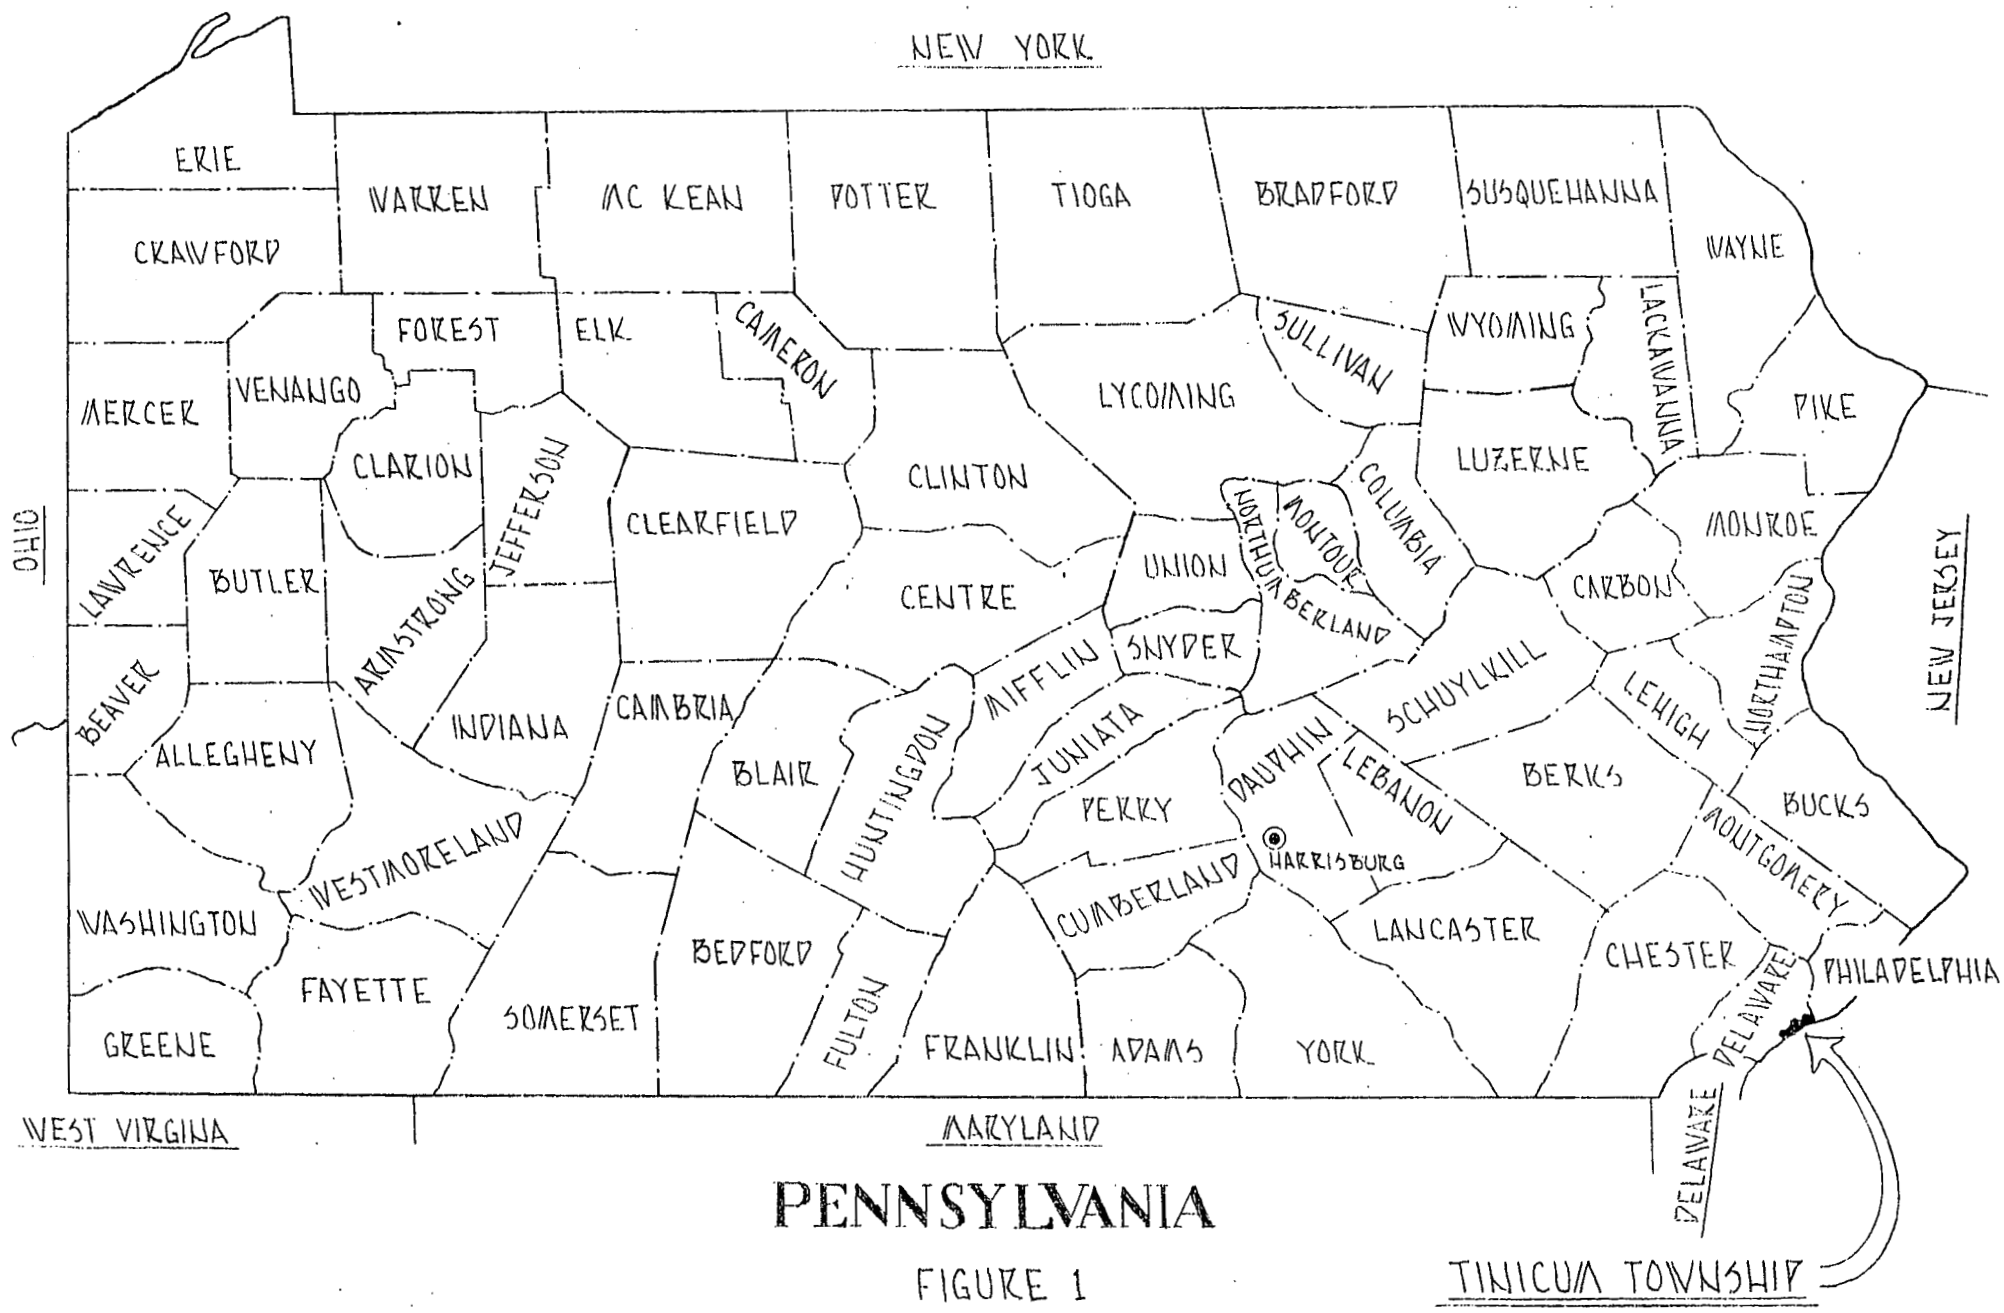 NEW YORK
ERIE
WARREN
MC KEAN
POTTER
TIOGA
BRADFORD
SUSQUEHANNA
WAYNE
CRAWFORD
FOREST
ELK
CAMERON
SULLIVAN
WYOMING
LACKAWANNA
MERCER
VENANGO
LYCOMING
PIKE
CLARION
JEFFERSON
CLINTON
COLUMBIA
LUZERNE
OHIO
LAWRENCE
BUTLER
ARMSTRONG
CLEARFIELD
CENTRE
UNION
NORTHUMBERLAND
MONTOUR
CARBON
MONROE
NORTHAMPTON
NEW JERSEY
BEAVER
ALLEGHENY
INDIANA
CAMBRIA
BLAIR
HUNTINGDON
MIFFLIN
SNYDER
JUNIATA
PERRY
DAUPHIN
LEBANON
SCHUYLKILL
LEHIGH
BERKS
BUCKS
HARRISBURG
MONTGOMERY
WASHINGTON
WESTMORELAND
CUMBERLAND
LANCASTER
CHESTER
DELAWARE
PHILADELPHIA
GREENE
FAYETTE
SOMERSET
BEDFORD
FULTON
FRANKLIN
ADAMS
YORK
WEST VIRGINA
MARYLAND
DELAWARE
PENNSYLVANIA
FIGURE 1
TINICUM TOWNSHIP